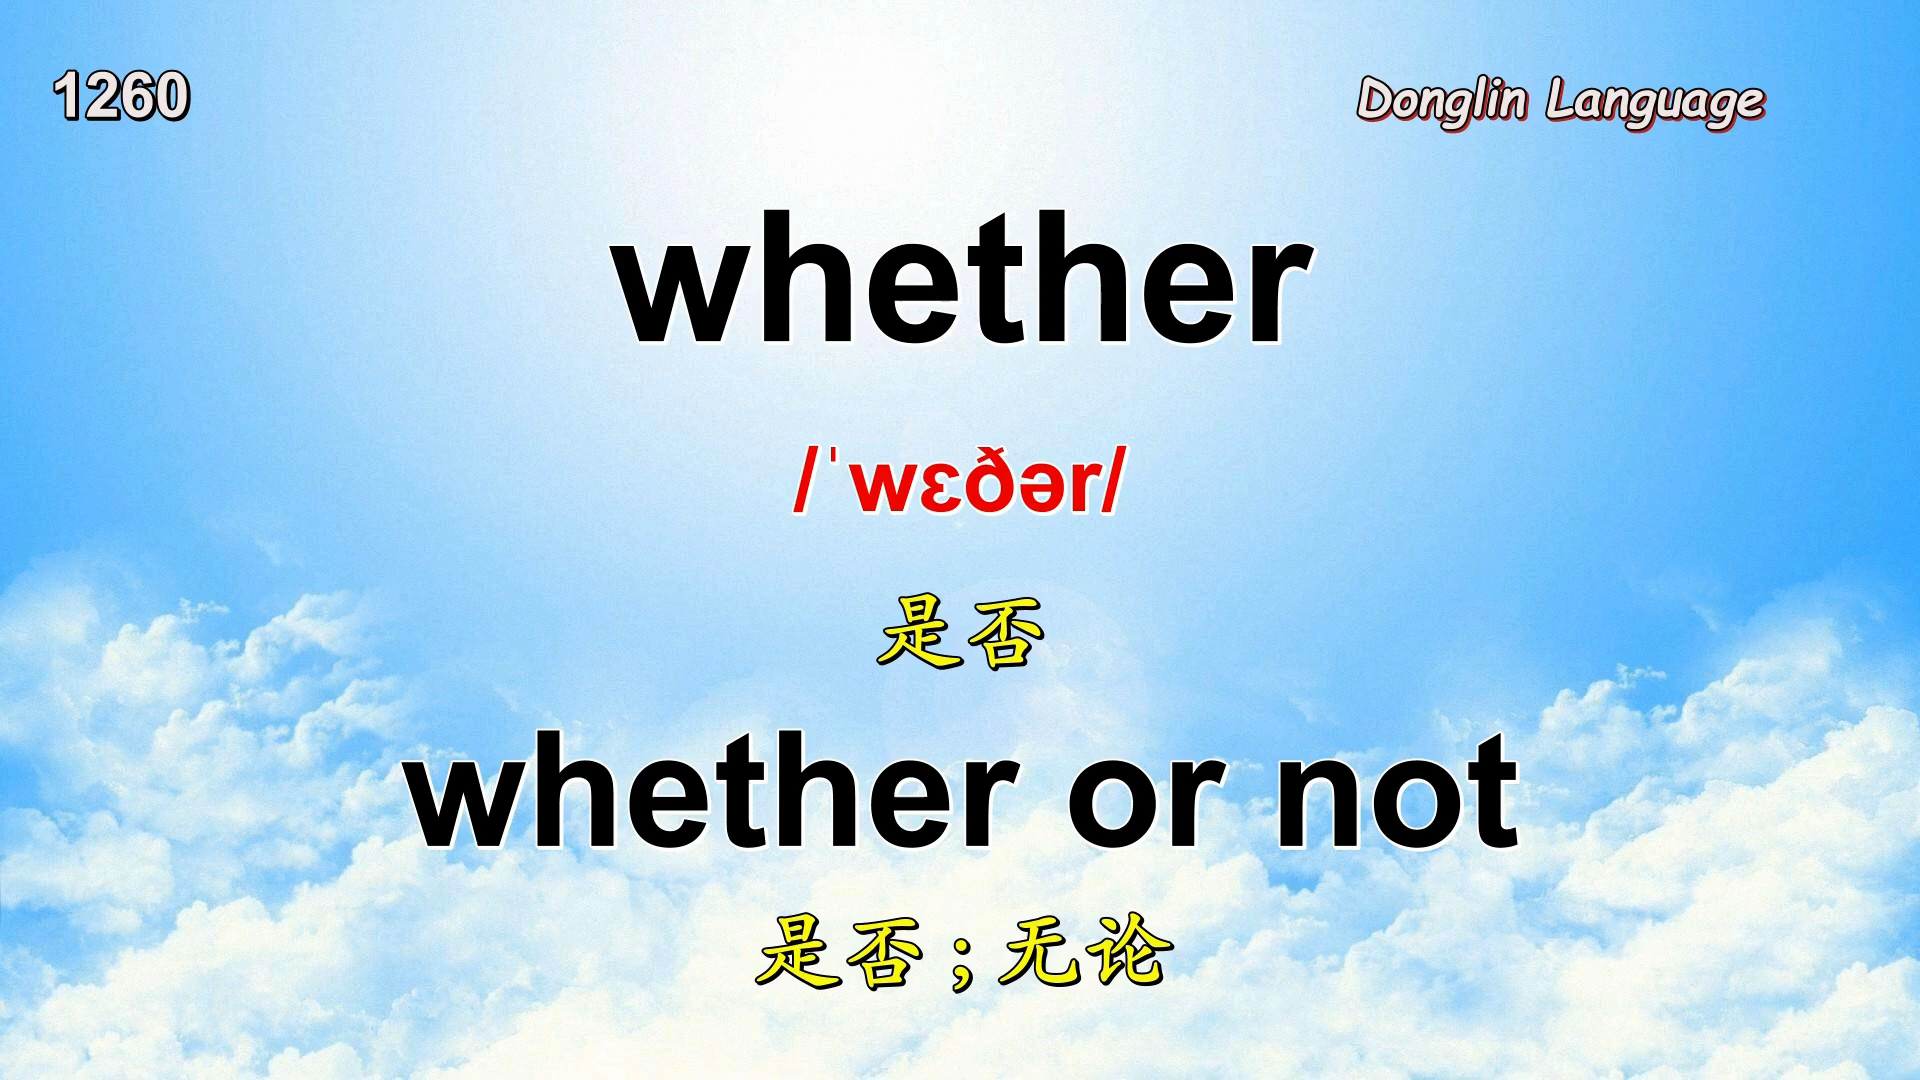 1260
Donglin Language
whether
/ˈwɛðər/
是否
whether or not
是否;无论